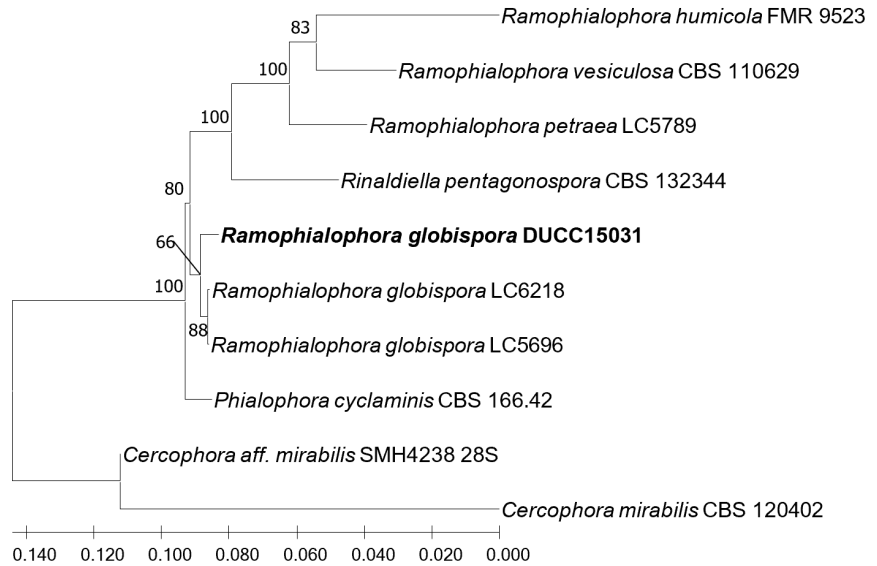 Ramophialophora humicola FMR 9523
83
Ramophialophora vesiculosa CBS 110629
100
Ramophialophora petraea LC5789
100
Rinaldiella pentagonospora CBS 132344
80
Ramophialophora globispora DUCC15031
66
Ramophialophora globispora LC6218
100
88
Ramophialophora globispora LC5696
Phialophora cyclaminis CBS 166.42
Cercophora aff. mirabilis SMH4238 28S
Cercophora mirabilis CBS 120402
0.140 0.120 0.100 0.080 0.060 0.040 0.020 0.000